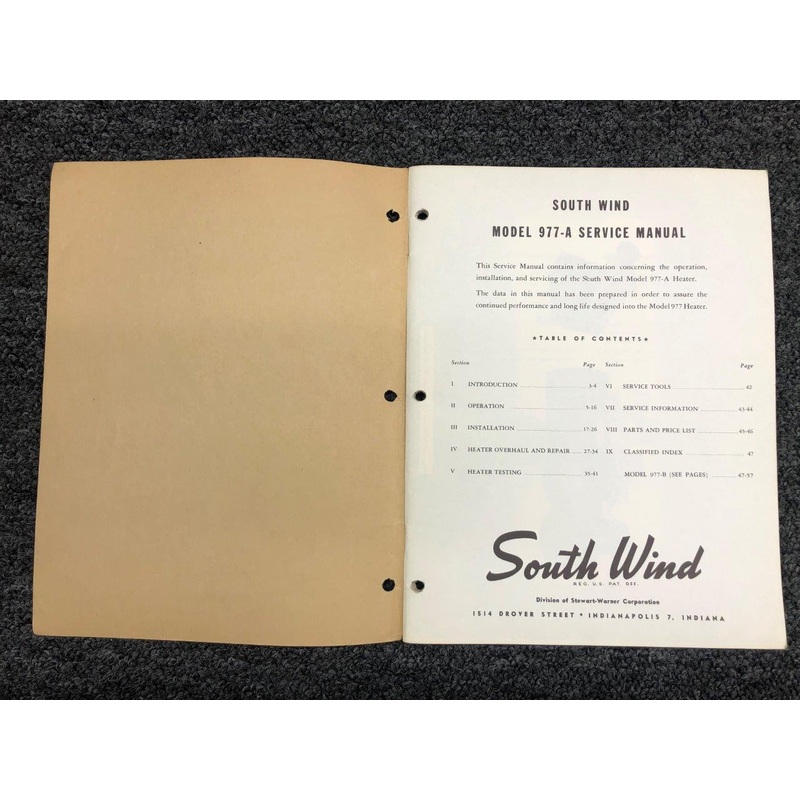 SOUTH WIND
MODEL 977-A SERVICE MANUAL
This Service Manual contains information concerning the operation,
installation, and servicing of the South Wind Model 977-A Heater.
The data in this manual has been prepared in order to assure the
continued performance and long life designed into the Model 977 Heater.
★TABLE OF CONTENTS★
Section Page Section Page
I INTRODUCTION 3-4 VI SERVICE TOOLS 42
II OPERATION 5-16 VII SERVICE INFORMATION 43-44
III INSTALLATION 17-26 VIII PARTS AND PRICE LIST 45-46
IV HEATER OVERHAUL AND REPAIR 27-34 IX CLASSIFIED INDEX 47
V HEATER TESTING 35-41 MODEL 977-B (SEE PAGES) 47-57
South Wind
REG. U.S. PAT. OFF.
Division of Stewart-Warner Corporation
1514 DROVER STREET • INDIANAPOLIS 7, INDIANA